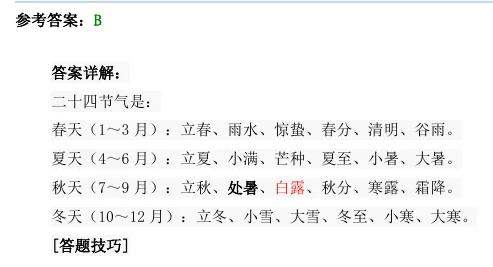 参考答案：B
答案详解：
二十四节气是：
春天（1～3 月）：立春、雨水、惊蛰、春分、清明、谷雨。
夏天（4～6 月）：立夏、小满、芒种、夏至、小暑、大暑。
秋天（7～9 月）：立秋、处暑、白露、秋分、寒露、霜降。
冬天（10～12 月）：立冬、小雪、大雪、冬至、小寒、大寒。
[答题技巧]